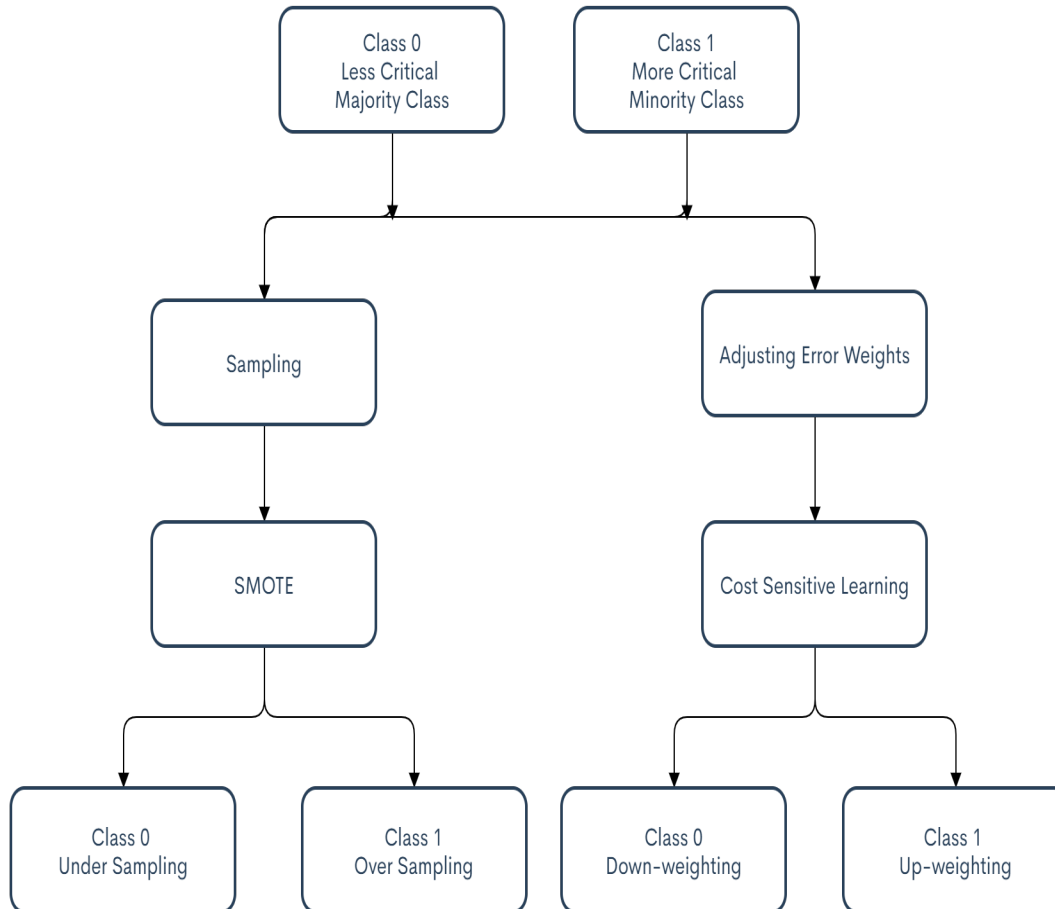 Class 0
Less Critical
Majority Class
Class 1
More Critical
Minority Class
Sampling
Adjusting Error Weights
SMOTE
Cost Sensitive Learning
Class 0
Under Sampling
Class 1
Over Sampling
Class 0
Down-weighting
Class 1
Up-weighting